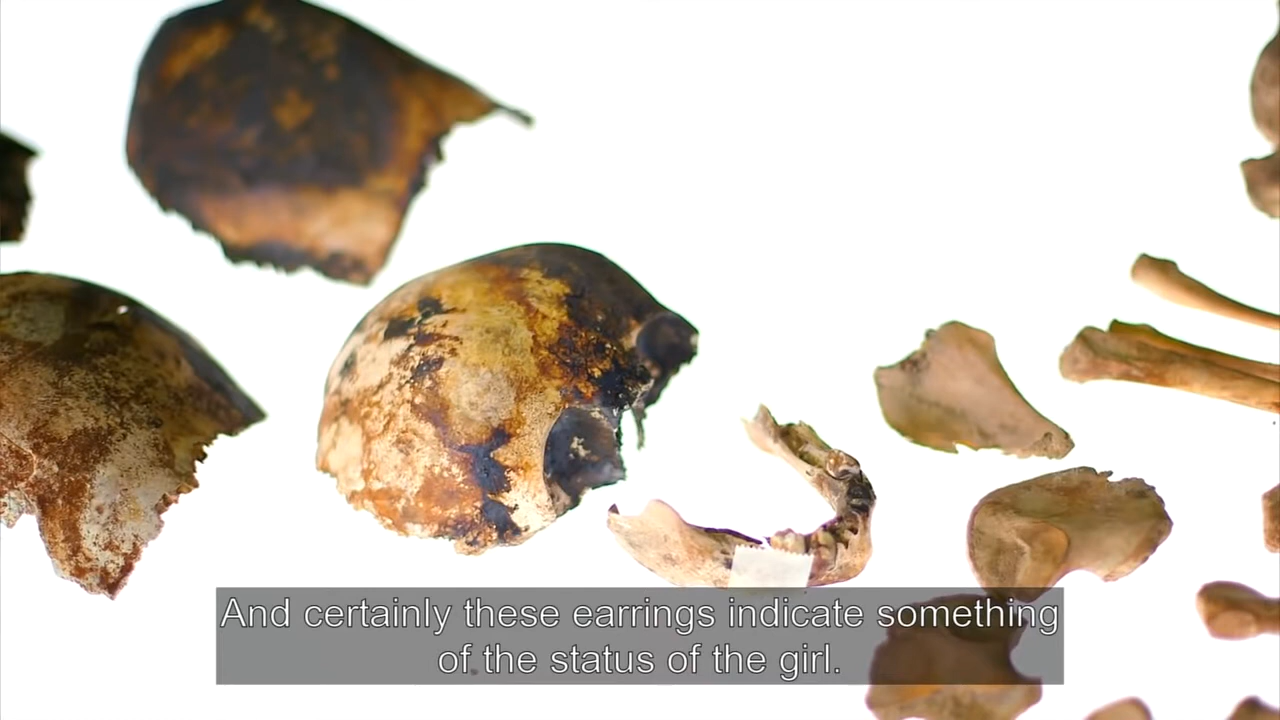 And certainly these earrings indicate something
of the status of the girl.